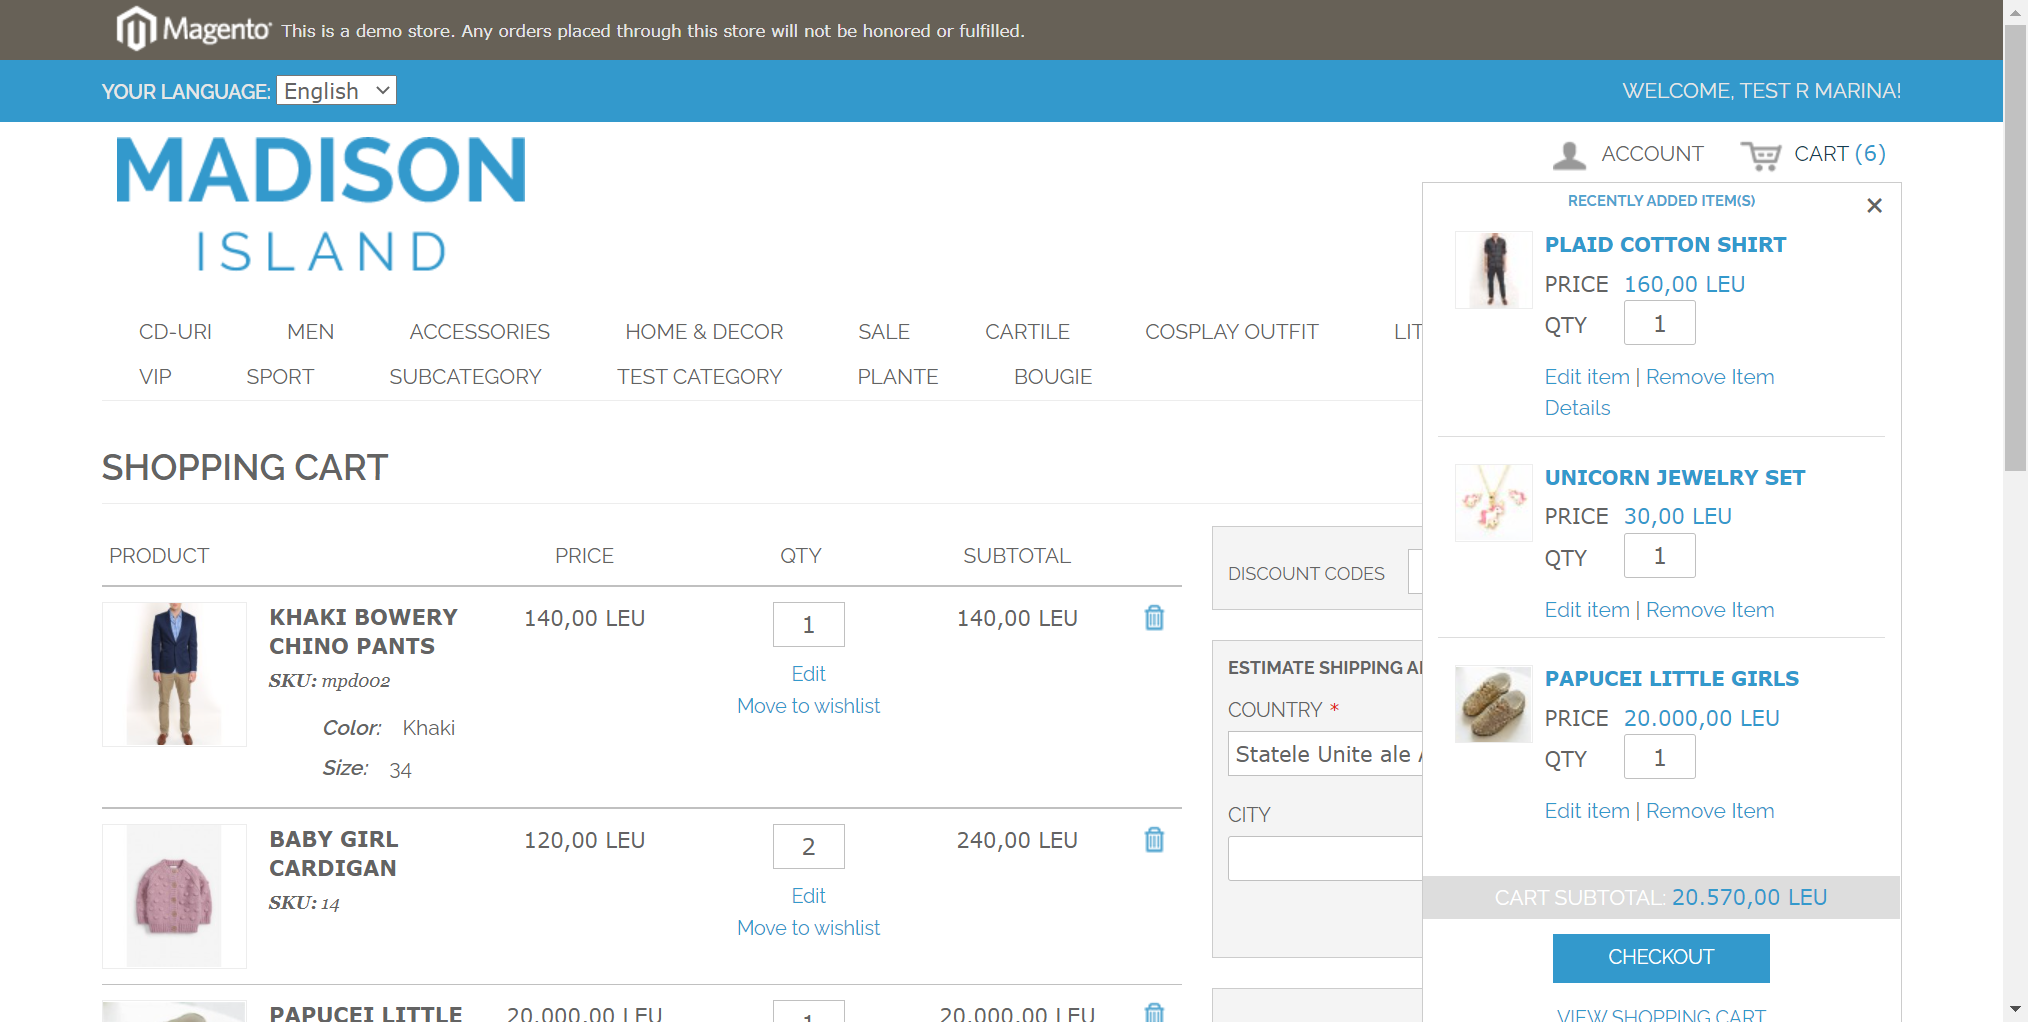 Magento® This is a demo store. Any orders placed through this store will not be honored or fulfilled.
YOUR LANGUAGE: English
WELCOME, TEST R MARINA!
MADISON
ISLAND
ACCOUNT
CART (6)
CD-URI MEN ACCESSORIES HOME & DECOR SALE CARTILE COSPLAY OUTFIT LIT
VIP SPORT SUBCATEGORY TEST CATEGORY PLANTE BOUGIE
SHOPPING CART
PRODUCT PRICE QTY SUBTOTAL
KHAKI BOWERY
CHINO PANTS
SKU: mpd002
Color: Khaki
Size: 34
140,00 LEU
1
Edit
Move to wishlist
140,00 LEU
BABY GIRL
CARDIGAN
SKU: 14
120,00 LEU
2
Edit
Move to wishlist
240,00 LEU
PAPUCEI LITTLE
20.000,00 LEU
1
20.000,00 LEU
DISCOUNT CODES
ESTIMATE SHIPPING
COUNTRY *
Statele Unite ale
CITY
RECENTLY ADDED ITEM(S)
×
PLAID COTTON SHIRT
PRICE 160,00 LEU
QTY 1
Edit item | Remove Item
Details
UNICORN JEWELRY SET
PRICE 30,00 LEU
QTY 1
Edit item | Remove Item
PAPUCEI LITTLE GIRLS
PRICE 20.000,00 LEU
QTY 1
Edit item | Remove Item
CART SUBTOTAL: 20.570,00 LEU
CHECKOUT
VIEW SHOPPING CART